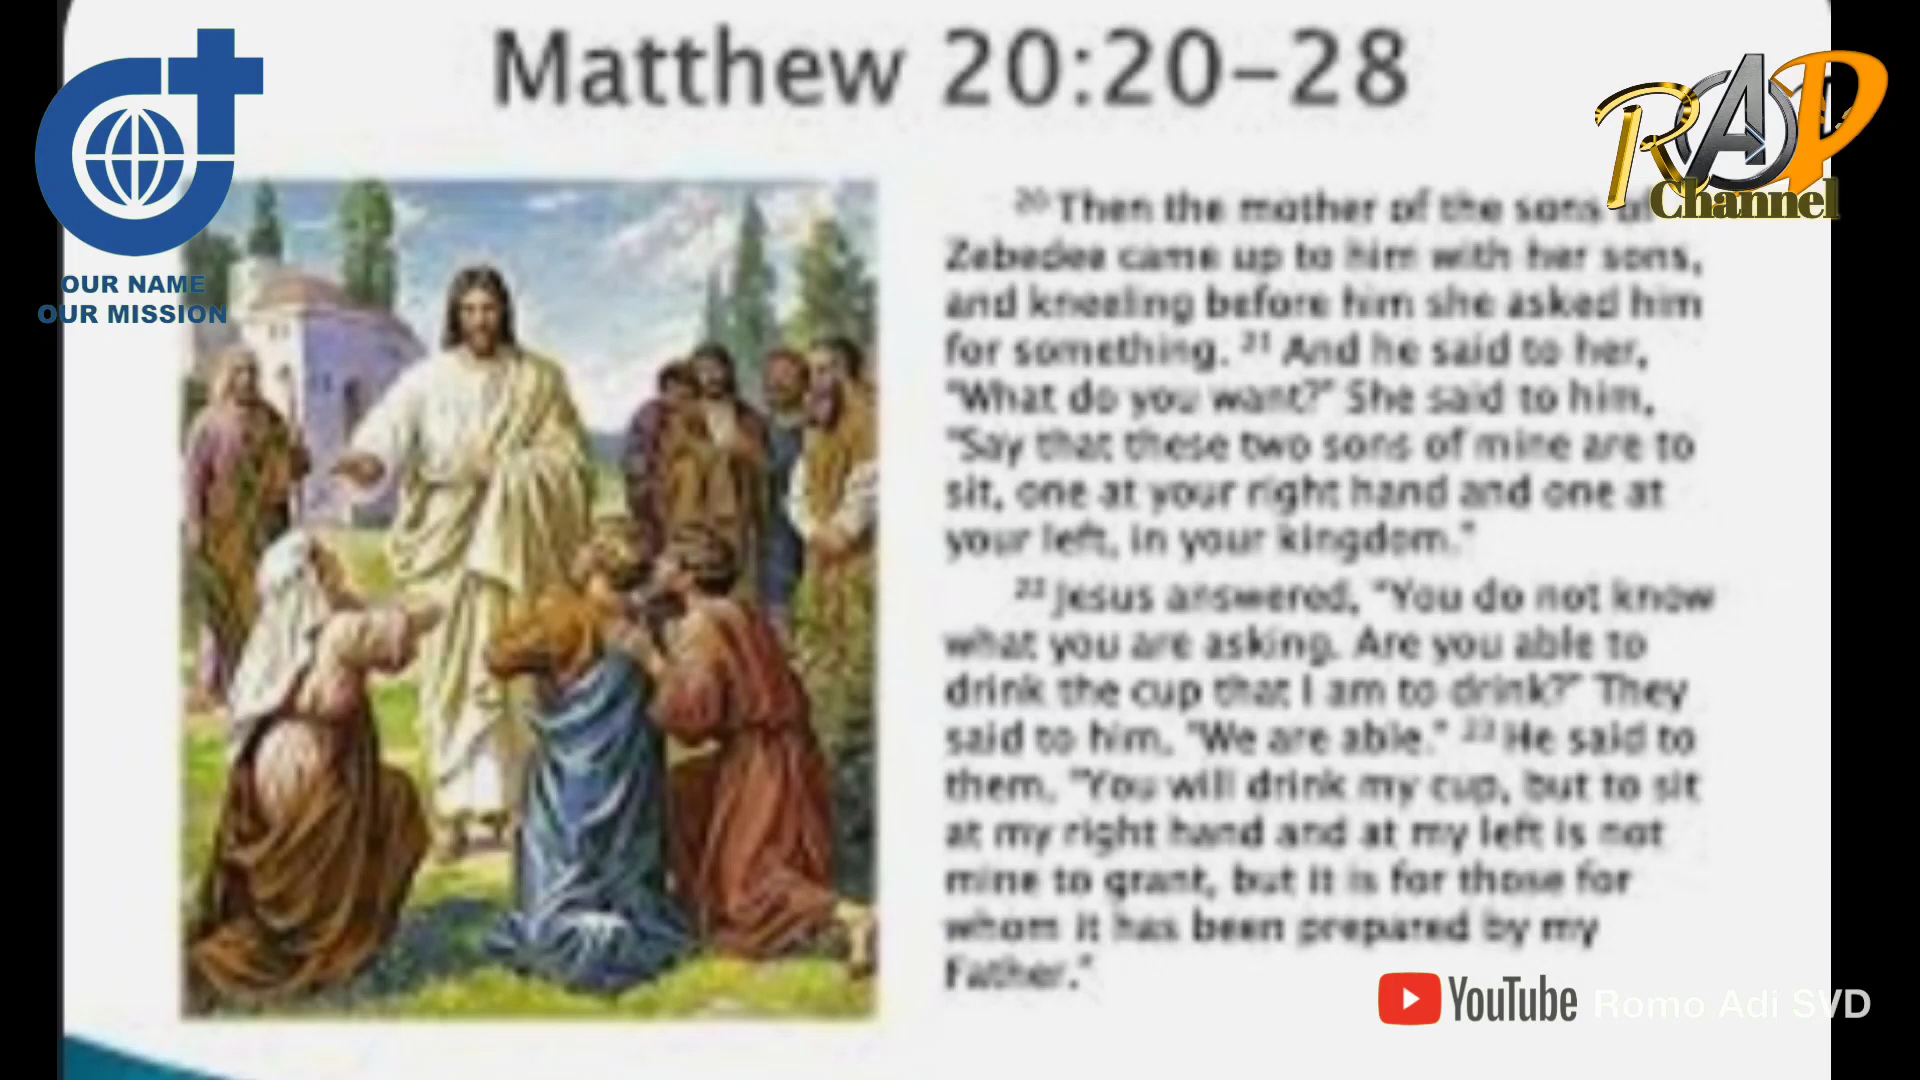 Matthew 20:20-28
OUR NAME
OUR MISSION
RAP
Channel
20 Then the mother of the sons of
Zebedee came up to him with her sons,
and kneeling before him she asked him
for something. 21 And he said to her,
"What do you want?" She said to him,
"Say that these two sons of mine are to
sit, one at your right hand and one at
your left, in your kingdom."
22 Jesus answered, "You do not know
what you are asking. Are you able to
drink the cup that I am to drink?" They
said to him, "We are able." 23 He said to
them, "You will drink my cup, but to sit
at my right hand and at my left is not
mine to grant, but it is for those for
whom it has been prepared by my
Father."
YouTube Romo Adi SVD